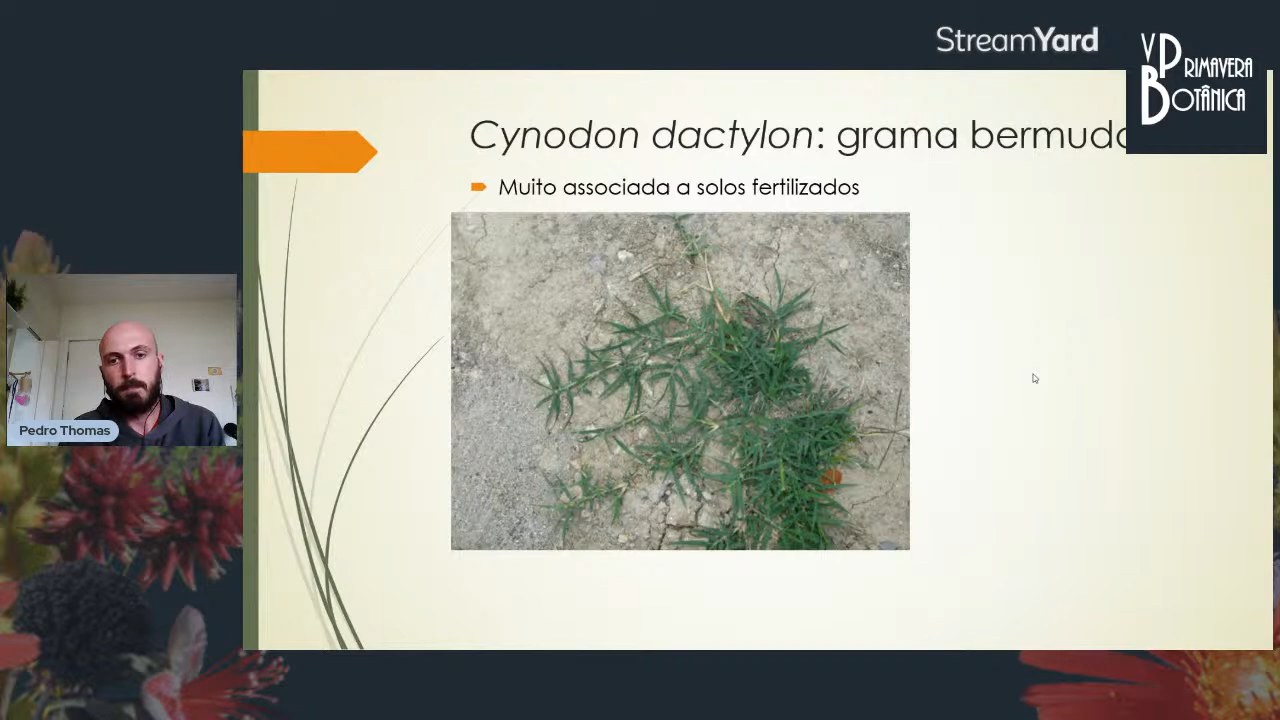 StreamYard
V PRIMAVERA
BOTÂNICA
Cynodon dactylon: grama bermuda
Muito associada a solos fertilizados
Pedro Thomas